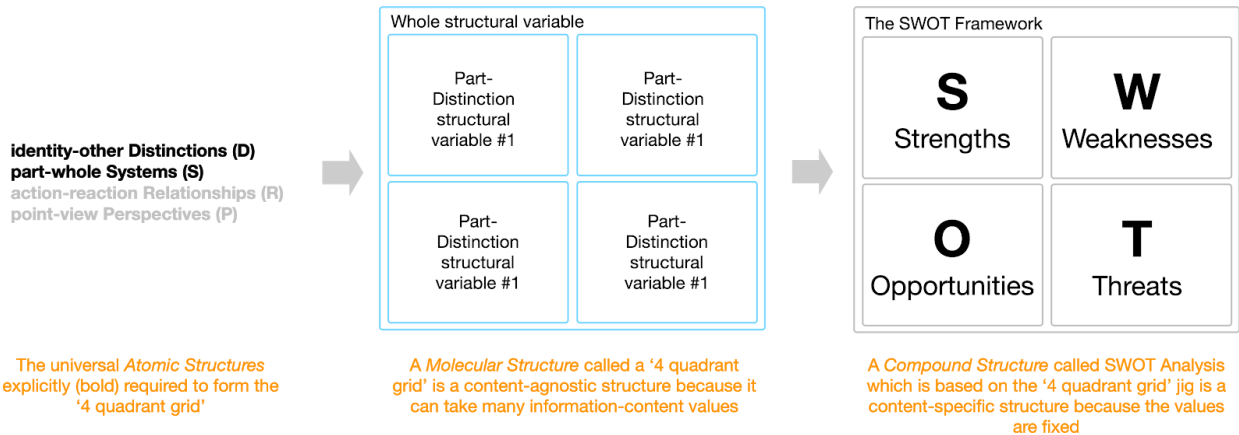 identity-other Distinctions (D)
part-whole Systems (S)
action-reaction Relationships (R)
point-view Perspectives (P)
The universal Atomic Structures
explicitly (bold) required to form the
‘4 quadrant grid’
Whole structural variable
Part-
Distinction
structural
variable #1
Part-
Distinction
structural
variable #1
Part-
Distinction
structural
variable #1
Part-
Distinction
structural
variable #1
A Molecular Structure called a ‘4 quadrant
grid’ is a content-agnostic structure because it
can take many information-content values
The SWOT Framework
S
Strengths
W
Weaknesses
O
Opportunities
T
Threats
A Compound Structure called SWOT Analysis
which is based on the ‘4 quadrant grid’ jig is a
content-specific structure because the values
are fixed